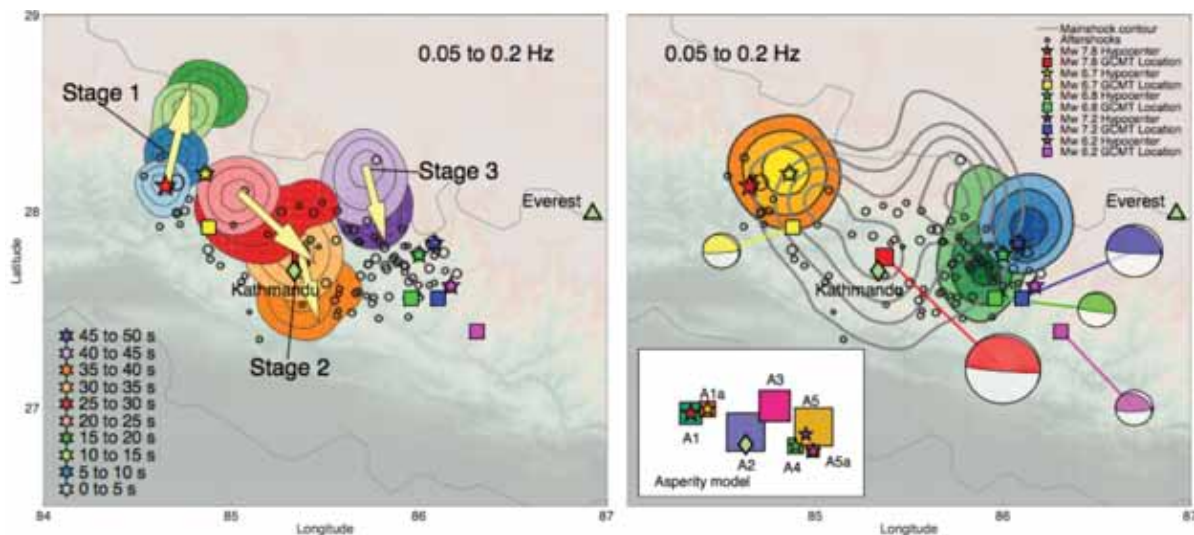 29
28
27
Latitude
0.05 to 0.2 Hz
Stage 1
Stage 3
Everest
Kathmandu
Stage 2
45 to 50 s
40 to 45 s
35 to 40 s
30 to 35 s
25 to 30 s
20 to 25 s
15 to 20 s
10 to 15 s
5 to 10 s
0 to 5 s
84
85
86
87
Longitude
0.05 to 0.2 Hz
Mainshock contour
Aftershocks
Mw 7.8 Hypocenter
Mw 7.8 GCMT Location
Mw 6.7 Hypocenter
Mw 6.7 GCMT Location
Mw 6.8 Hypocenter
Mw 6.8 GCMT Location
Mw 7.2 Hypocenter
Mw 7.2 GCMT Location
Mw 6.2 Hypocenter
Mw 6.2 GCMT Location
Everest
Kathmandu
A3
A1a
A5
A1
A2
A4
A5a
Asperity model
85
86
87
Longitude